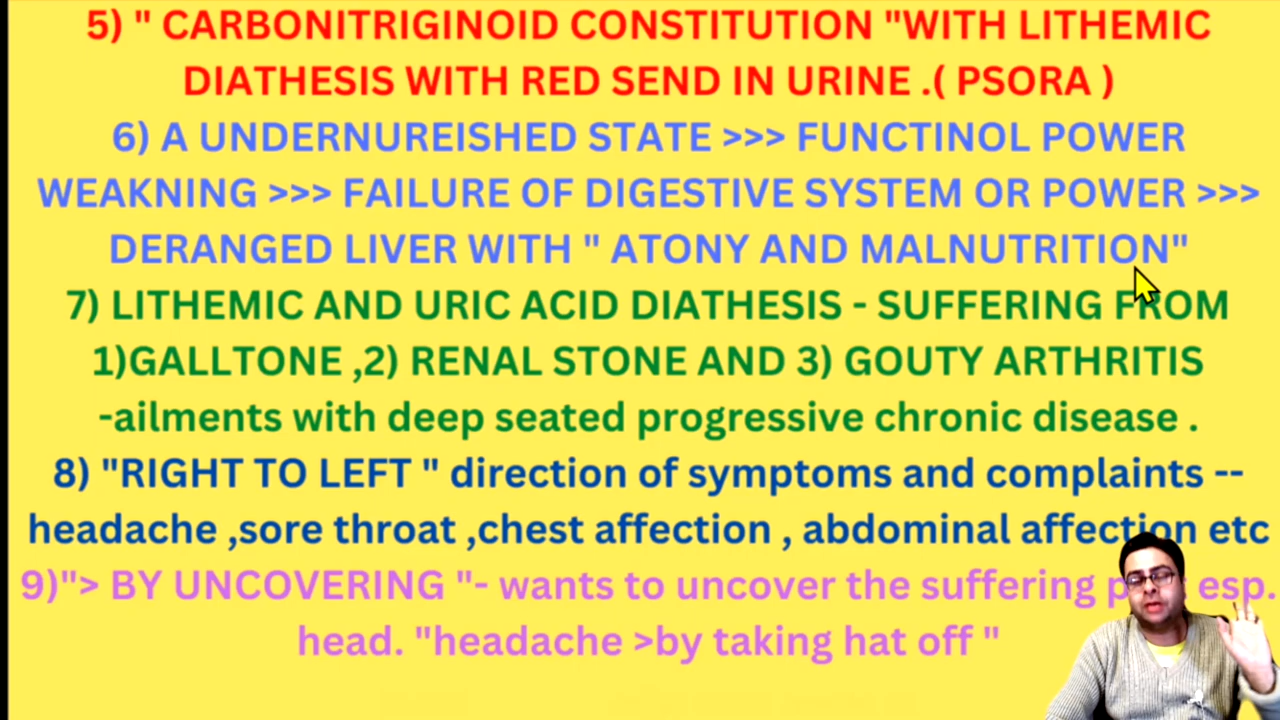 5) " CARBONITRIGINOID CONSTITUTION "WITH LITHEMIC
DIATHESIS WITH RED SEND IN URINE .( PSORA )
6) A UNDERNUREISHED STATE >>> FUNCTINOL POWER
WEAKNING >>> FAILURE OF DIGESTIVE SYSTEM OR POWER >>>
DERANGED LIVER WITH " ATONY AND MALNUTRITION"
7) LITHEMIC AND URIC ACID DIATHESIS - SUFFERING FROM
1)GALLTONE ,2) RENAL STONE AND 3) GOUTY ARTHRITIS
-ailments with deep seated progressive chronic disease .
8) "RIGHT TO LEFT " direction of symptoms and complaints --
headache ,sore throat ,chest affection , abdominal affection etc
9)"> BY UNCOVERING "- wants to uncover the suffering esp.
head. "headache >by taking hat off "